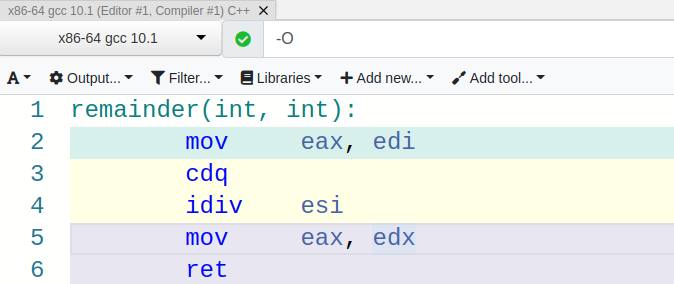 x86-64 gcc 10.1 (Editor #1, Compiler #1) C++ ✕
x86-64 gcc 10.1 -O
A Output... Filter... Libraries Add new... Add tool...
1 remainder(int, int):
2 mov eax, edi
3 cdq
4 idiv esi
5 mov eax, edx
6 ret